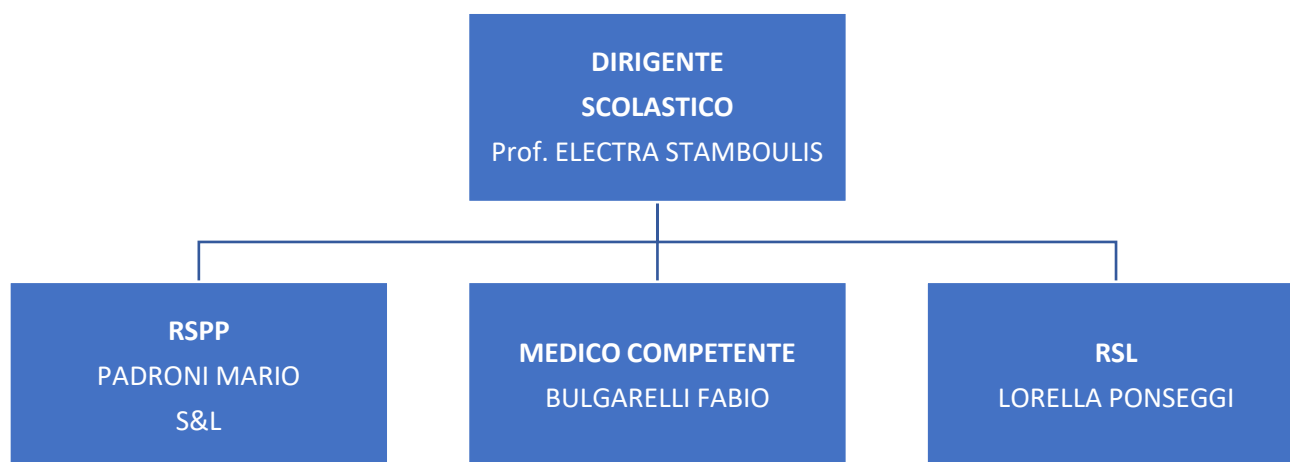 DIRIGENTE
SCOLASTICO
Prof. ELECTRA STAMBOULIS
RSPP
PADRONI MARIO
S&L
MEDICO COMPETENTE
BULGARELLI FABIO
RSL
LORELLA PONSEGGI